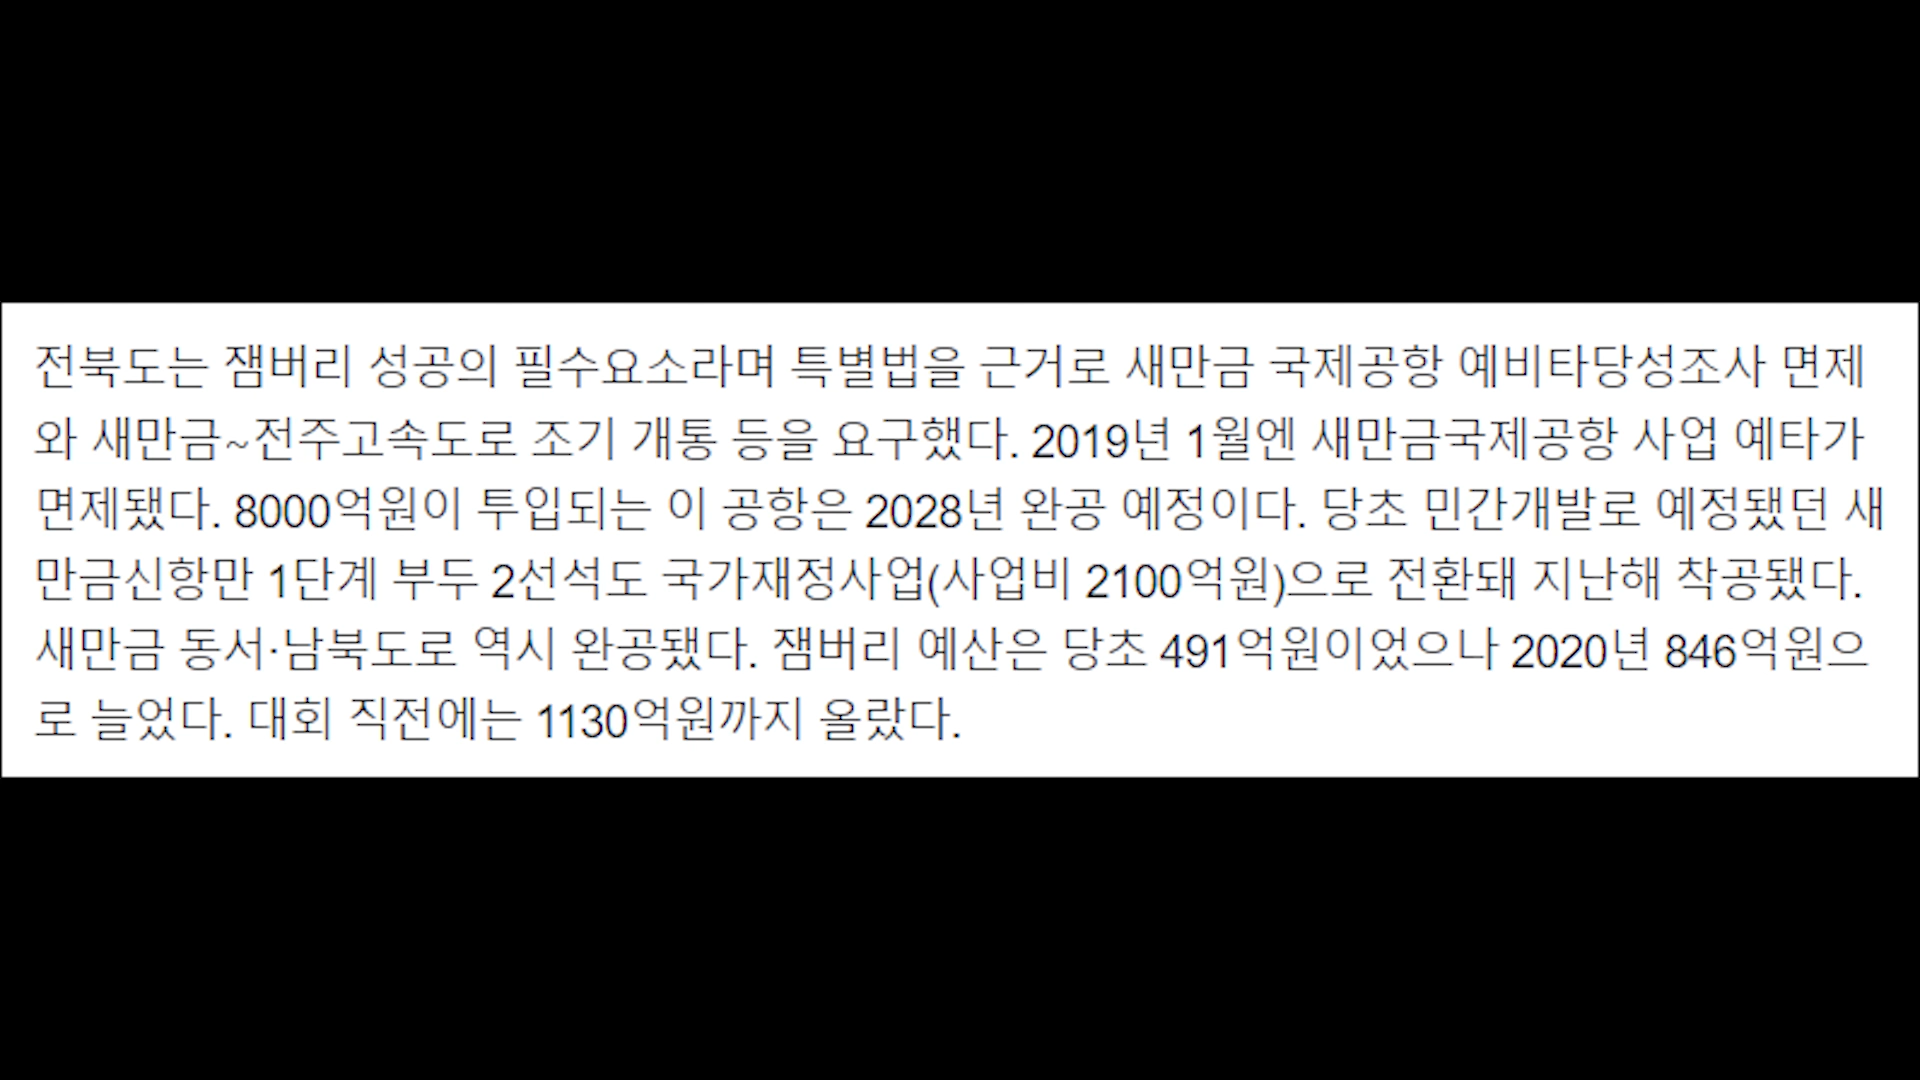 전북도는 잼버리 성공의 필수요소라며 특별법을 근거로 새만금 국제공항 예비타당성조사 면제
와 새만금~전주고속도로 조기 개통 등을 요구했다. 2019년 1월엔 새만금국제공항 사업 예타가
면제됐다. 8000억원이 투입되는 이 공항은 2028년 완공 예정이다. 당초 민간개발로 예정됐던 새
만금신항만 1단계 부두 2선석도 국가재정사업(사업비 2100억원)으로 전환돼 지난해 착공됐다.
새만금 동서·남북도로 역시 완공됐다. 잼버리 예산은 당초 491억원이었으나 2020년 846억원으
로 늘었다. 대회 직전에는 1130억원까지 올랐다.